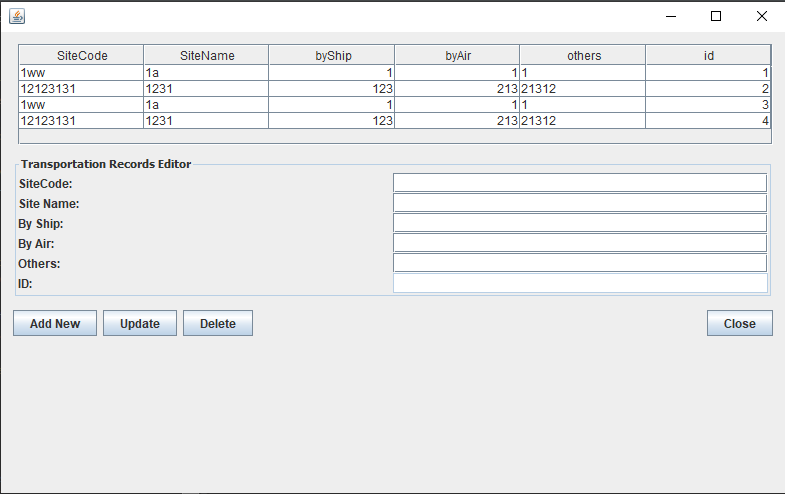 SiteCode SiteName byShip byAir others id
1ww 1a 1 1 1 1
12123131 1231 123 213 21312 2
1ww 1a 1 1 1 3
12123131 1231 123 213 21312 4
Transportation Records Editor
SiteCode:
Site Name:
By Ship:
By Air:
Others:
ID:
Add New Update Delete Close